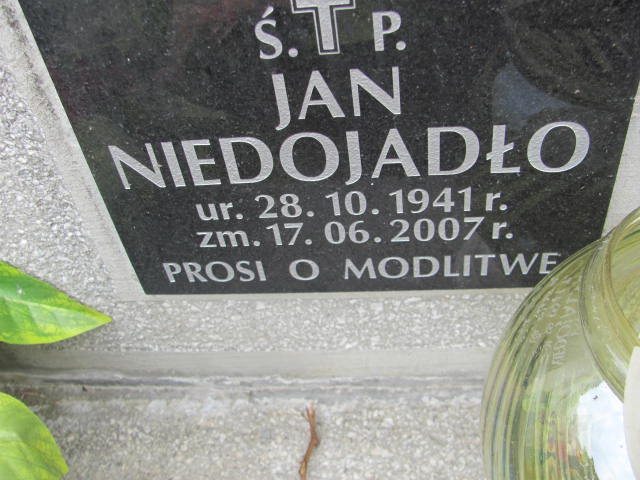 Ś. P.
JAN
NIEDOJADŁO
ur. 28. 10. 1941 r.
zm. 17. 06. 2007 r.
PROSI O MODLITWE